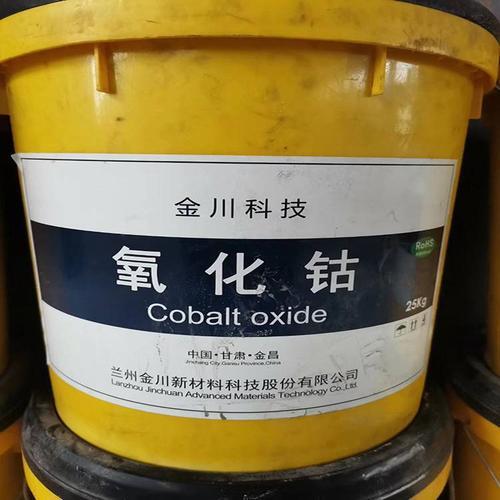 金川科技
RoHS
氧化钴
Cobalt oxide
25Kg
中国·甘肃·金昌
Jinchang City, Gansu Province, China
兰州金川新材料科技股份有限公司
Lanzhou Jinchuan Advanced Materials Technology Co.,Ltd.